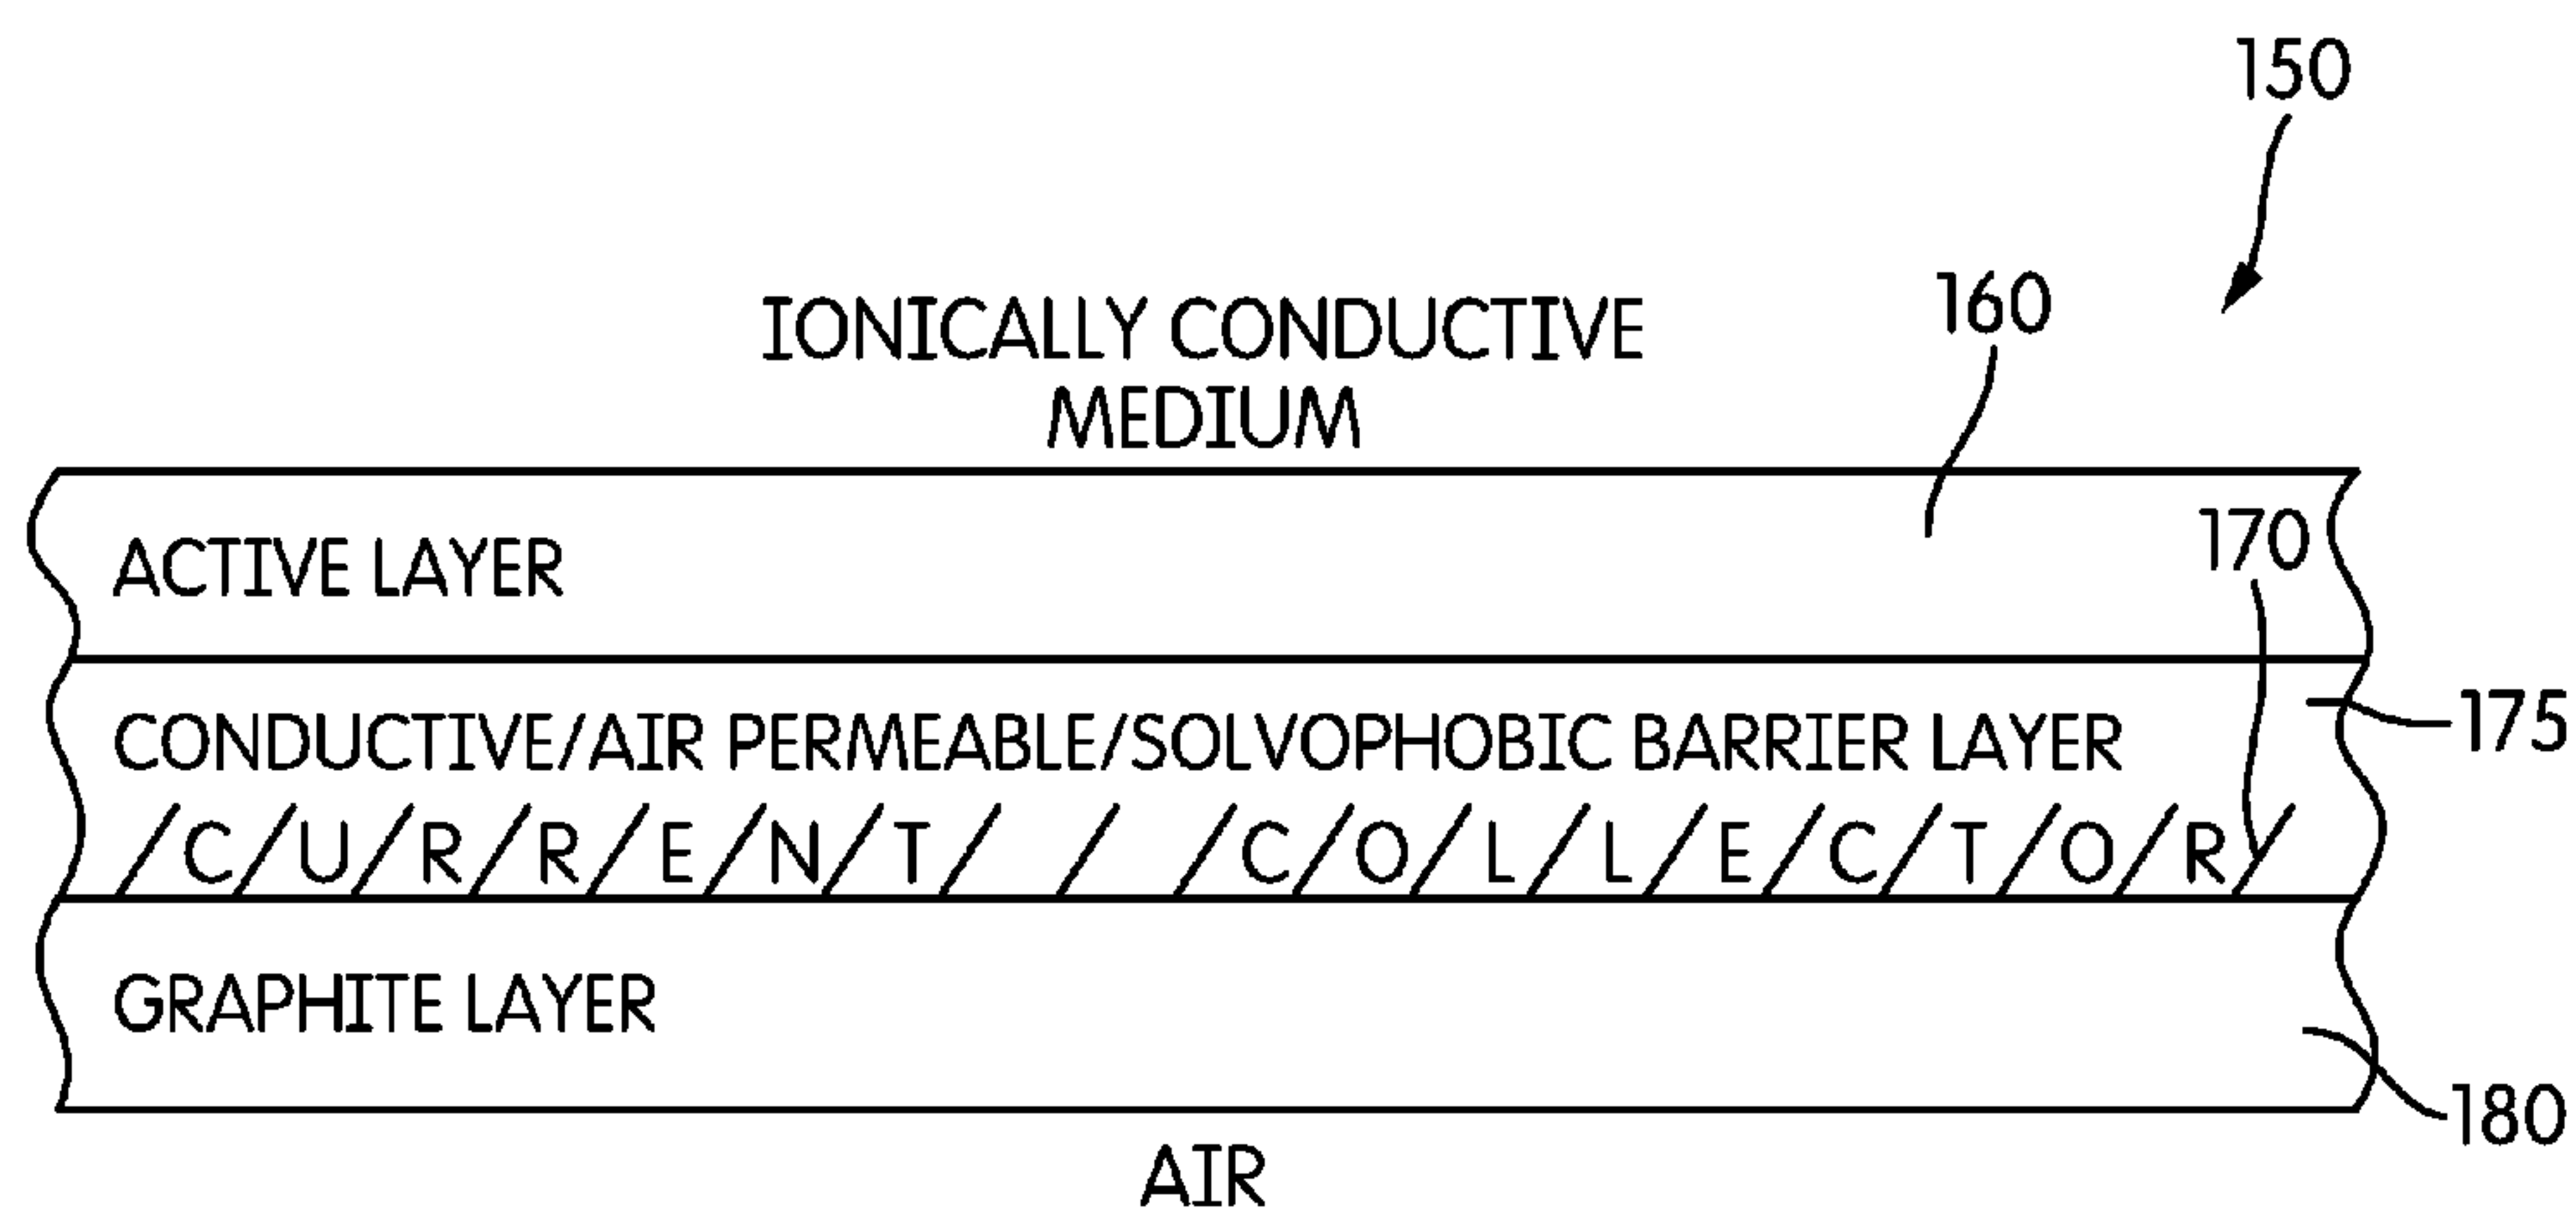 150
160
IONICALLY CONDUCTIVE
MEDIUM
ACTIVE LAYER
170
CONDUCTIVE/AIR PERMEABLE/SOLVOPHOBIC BARRIER LAYER
175
/C/U/R/R/E/N/T/ / /C/O/L/L/E/C/T/O/R/
GRAPHITE LAYER
180
AIR